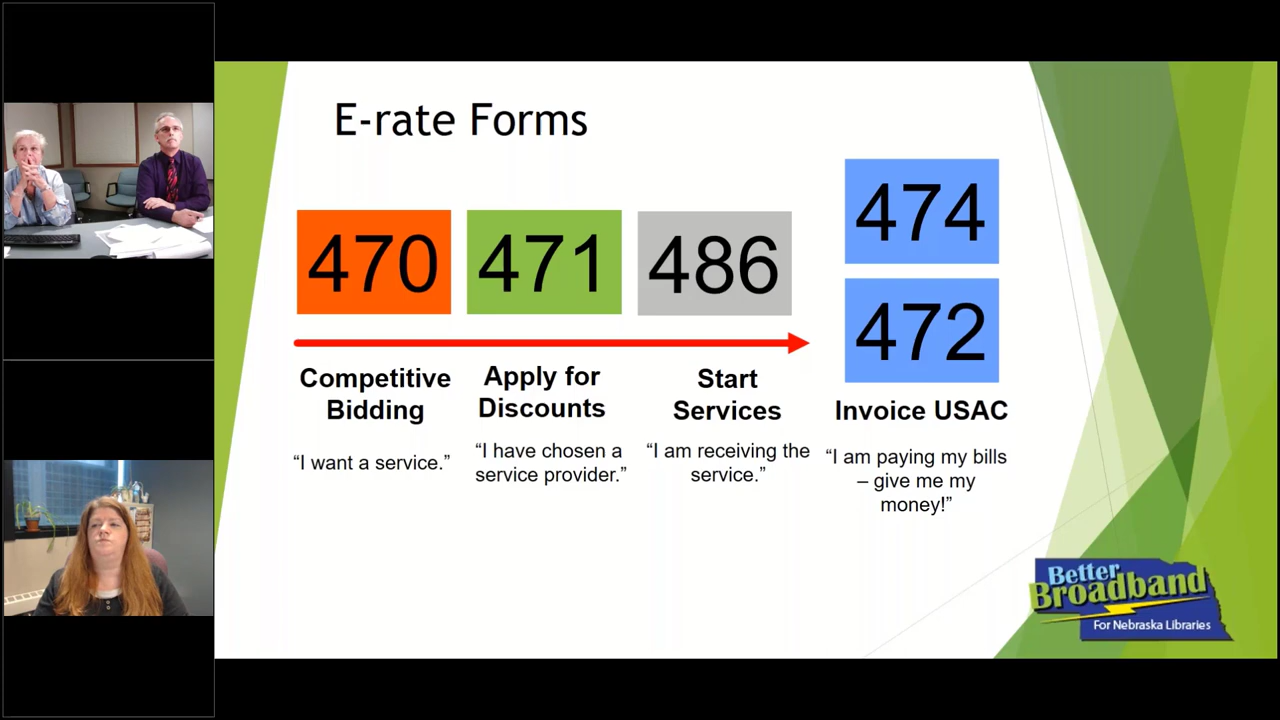 E-rate Forms
470
471
486
474
472
Competitive
Bidding
“I want a service.”
Apply for
Discounts
“I have chosen a
service provider.”
Start
Services
“I am receiving the
service.”
Invoice USAC
“I am paying my bills
– give me my
money!”
Better
Broadband
For Nebraska Libraries